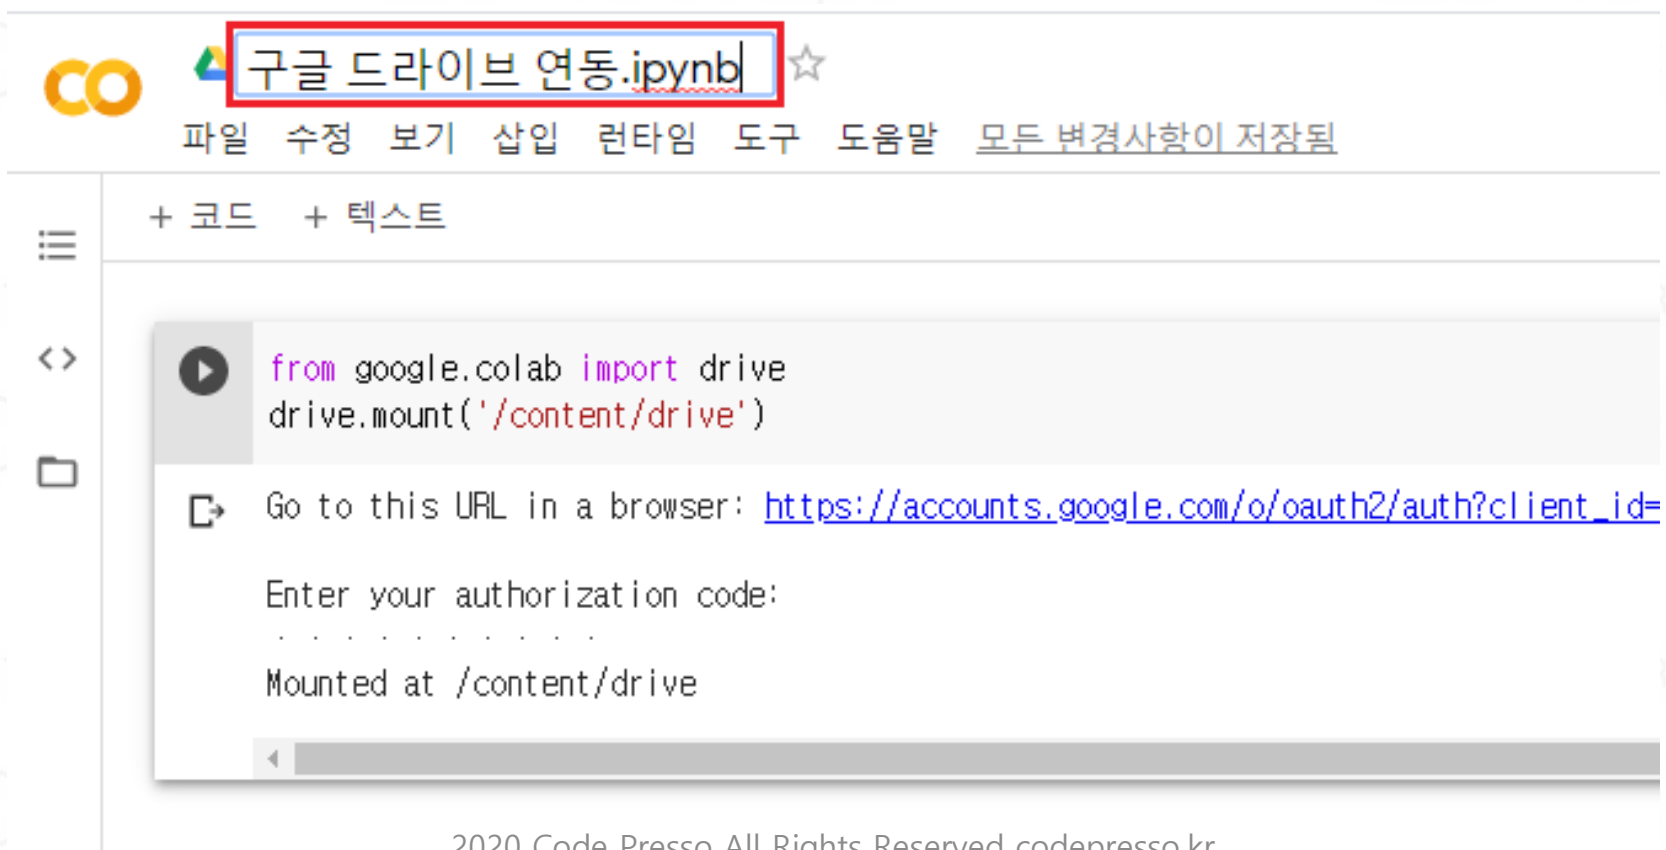 구글 드라이브 연동.ipynb
파일 수정 보기 삽입 런타임 도구 도움말 모든 변경사항이 저장됨
+ 코드 + 텍스트
from google.colab import drive
drive.mount('/content/drive')
Go to this URL in a browser: https://accounts.google.com/o/oauth2/auth?client_id=
Enter your authorization code:
··········
Mounted at /content/drive
2020 Code Presso All Rights Reserved codepresso.kr